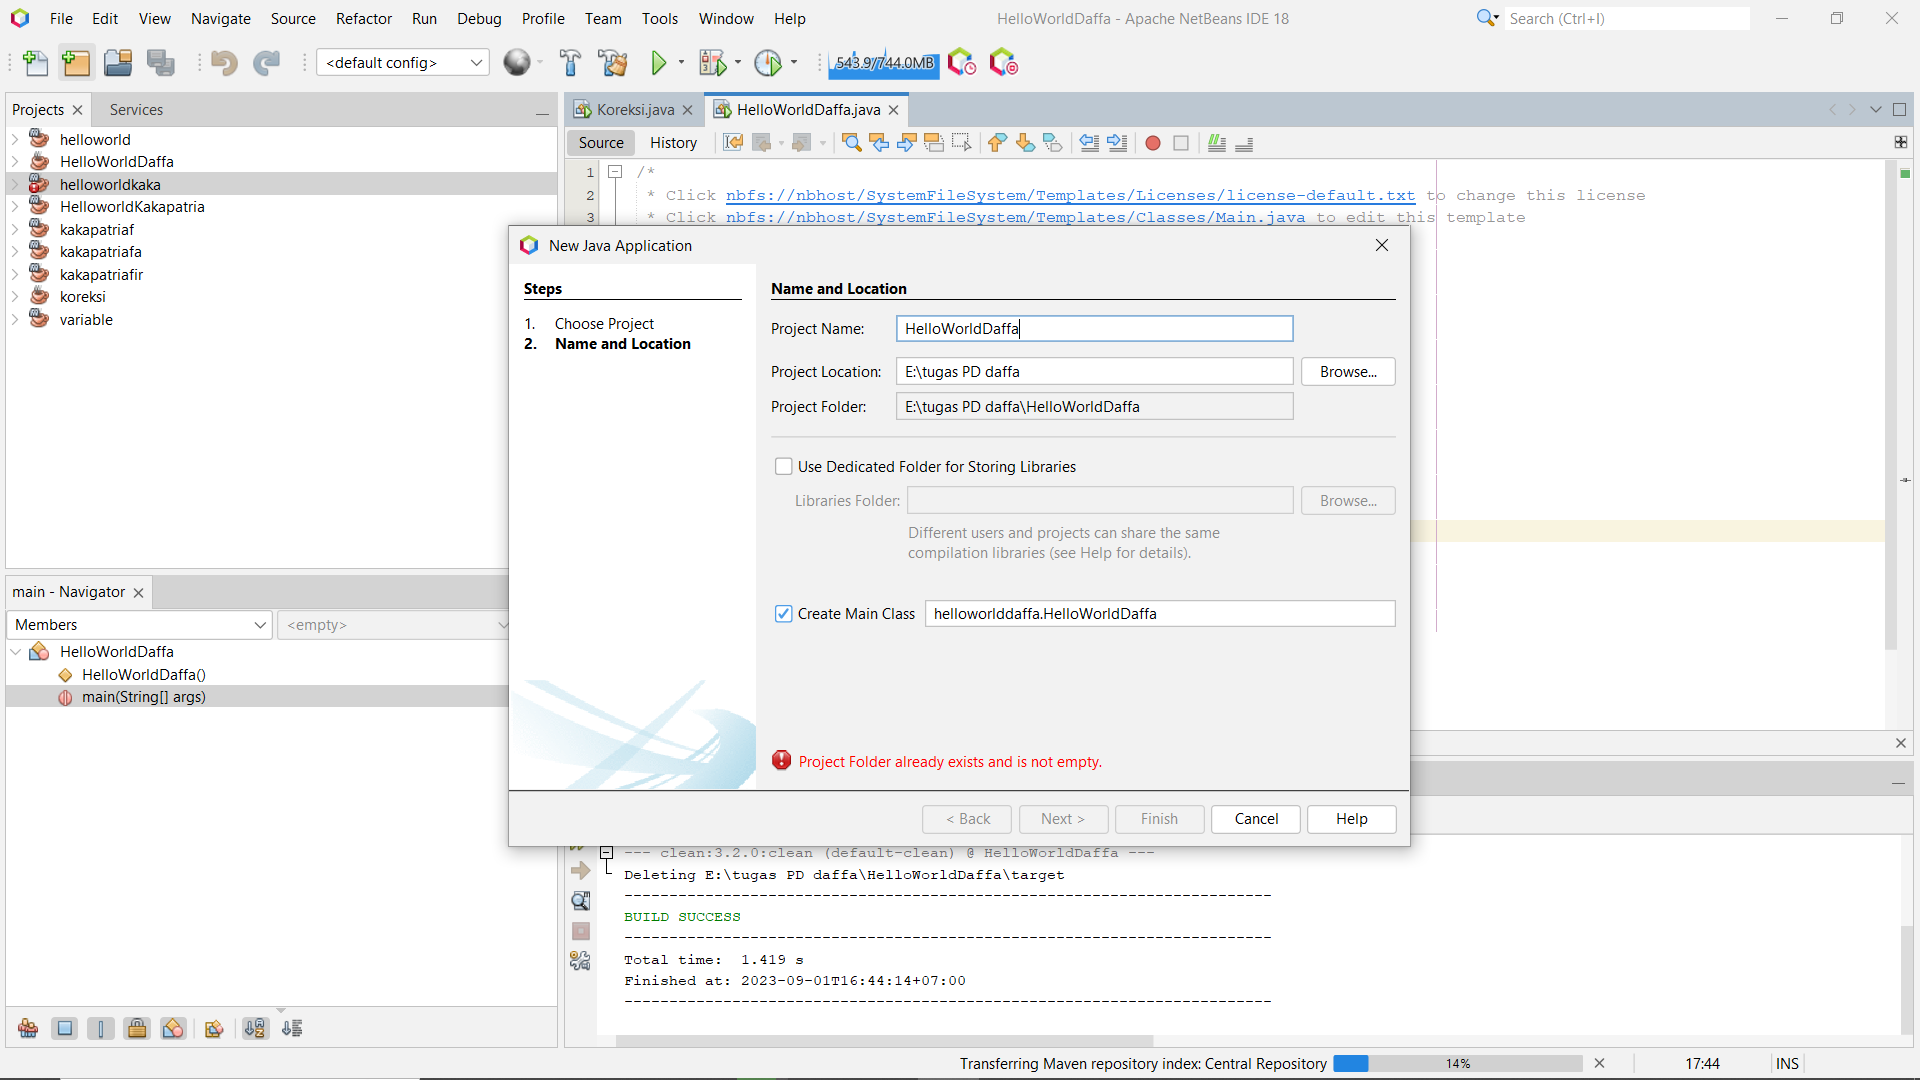 File Edit View Navigate Source Refactor Run Debug Profile Team Tools Window Help
HelloWorldDaffa - Apache NetBeans IDE 18
Search (Ctrl+I)
<default config>
543.9/744.0MB
Projects
Services
helloworld
HelloWorldDaffa
helloworldkaka
HelloworldKakapatria
kakapatriaf
kakapatriafa
kakapatriafir
koreksi
variable
Koreksi.java
HelloWorldDaffa.java
Source History
1 /*
2 * Click nbfs://nbhost/SystemFileSystem/Templates/Licenses/license-default.txt to change this license
3 * Click nbfs://nbhost/SystemFileSystem/Templates/Classes/Main.java to edit this template
New Java Application
Steps
1. Choose Project
2. Name and Location
Name and Location
Project Name: HelloWorldDaffa
Project Location: E:\tugas PD daffa Browse...
Project Folder: E:\tugas PD daffa\HelloWorldDaffa
Use Dedicated Folder for Storing Libraries
Libraries Folder: Browse...
Different users and projects can share the same
compilation libraries (see Help for details).
Create Main Class helloworlddaffa.HelloWorldDaffa
Project Folder already exists and is not empty.
< Back Next > Finish Cancel Help
main - Navigator
Members <empty>
HelloWorldDaffa
HelloWorldDaffa()
main(String[] args)
--- clean:3.2.0:clean (default-clean) @ HelloWorldDaffa ---
Deleting E:\tugas PD daffa\HelloWorldDaffa\target
------------------------------------------------------------------------
BUILD SUCCESS
------------------------------------------------------------------------
Total time: 1.419 s
Finished at: 2023-09-01T16:44:14+07:00
------------------------------------------------------------------------
Transferring Maven repository index: Central Repository 14% 17:44 INS